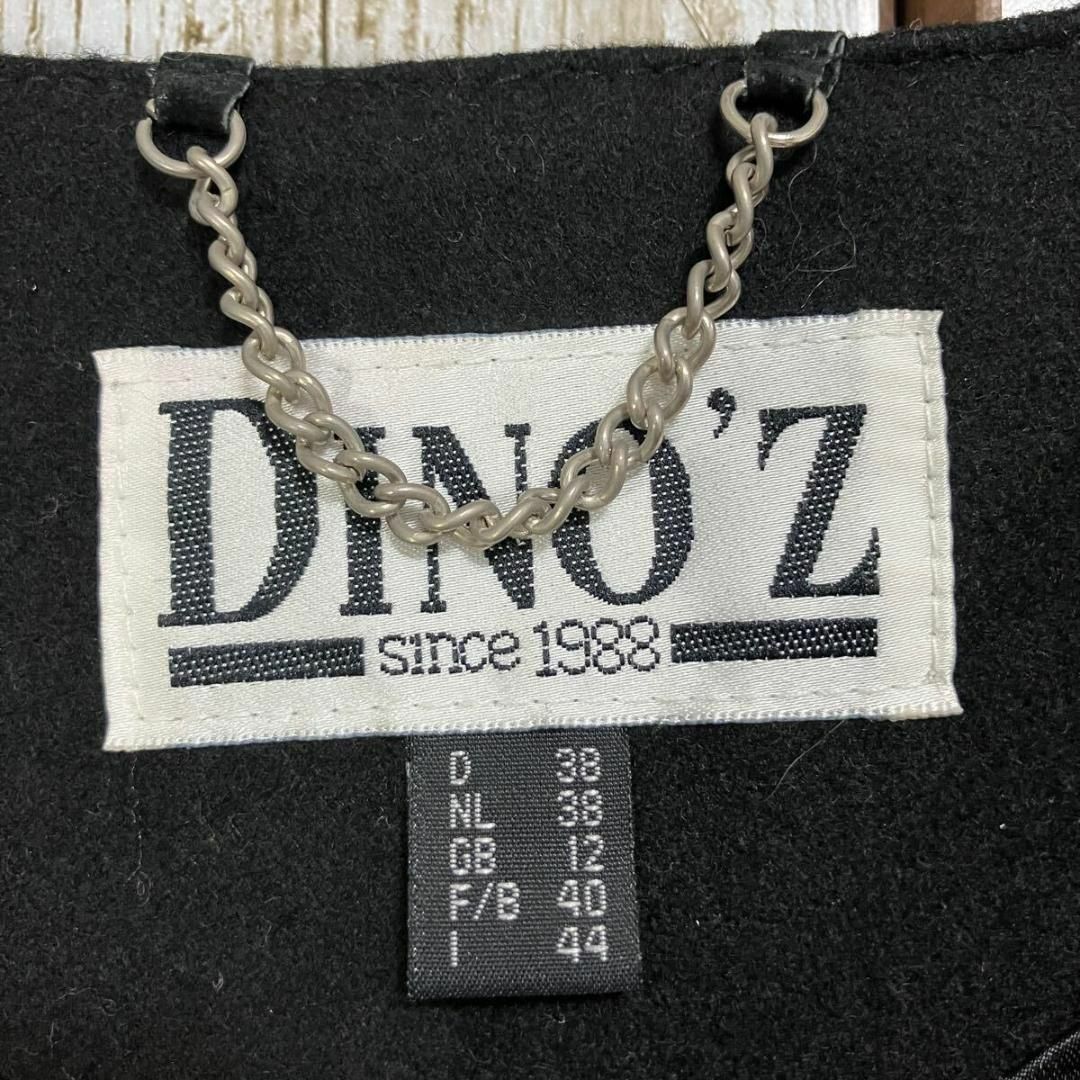 DINO'Z
since 1988
D 38
NL 38
GB 12
F/B 40
I 44